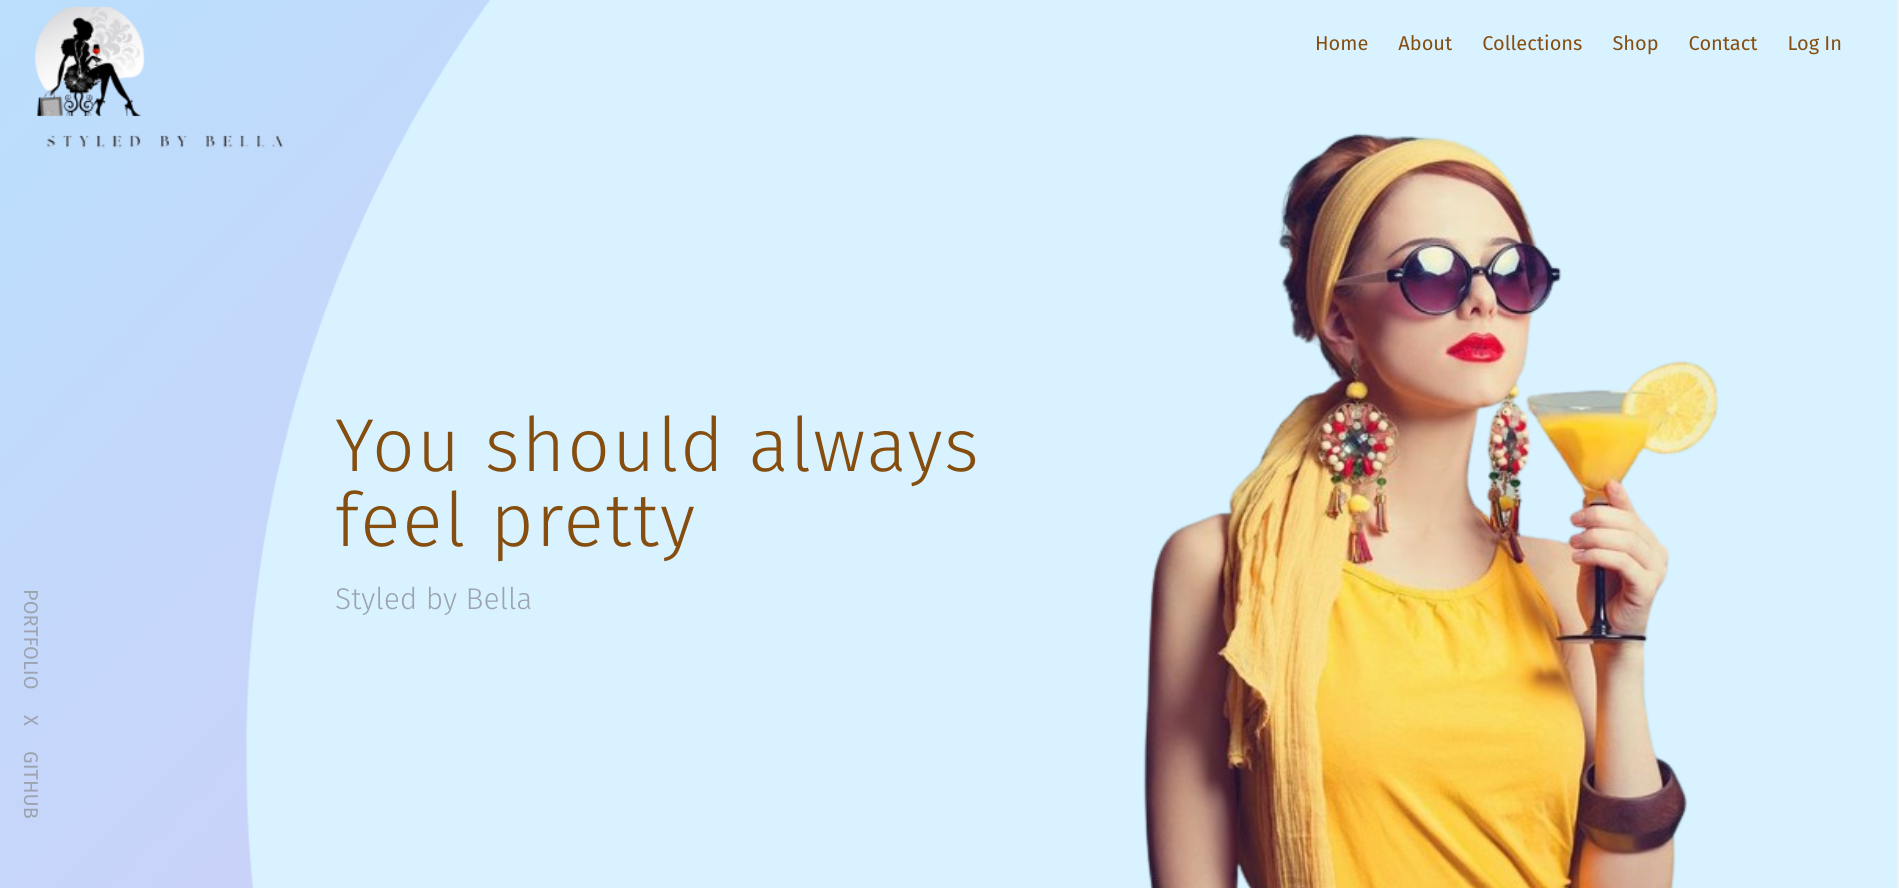 STYLED BY BELLA
Home About Collections Shop Contact Log In
You should always
feel pretty
Styled by Bella
PORTFOLIO X GITHUB